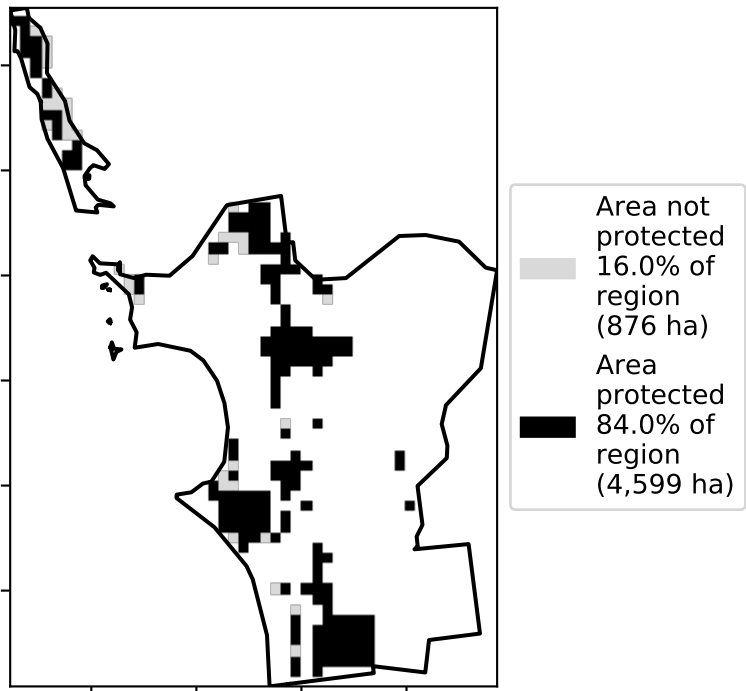 Area not
protected
16.0% of
region
(876 ha)
Area
protected
84.0% of
region
(4,599 ha)